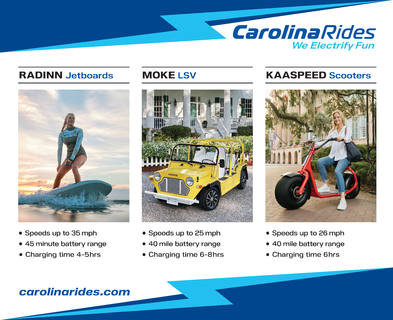 CarolinaRides
We Electrify Fun
RADINN Jetboards
• Speeds up to 35 mph
• 45 minute battery range
• Charging time 4-5hrs
MOKE LSV
• Speeds up to 25 mph
• 40 mile battery range
• Charging time 6-8hrs
KAASPEED Scooters
• Speeds up to 26 mph
• 40 mile battery range
• Charging time 6hrs
carolinarides.com